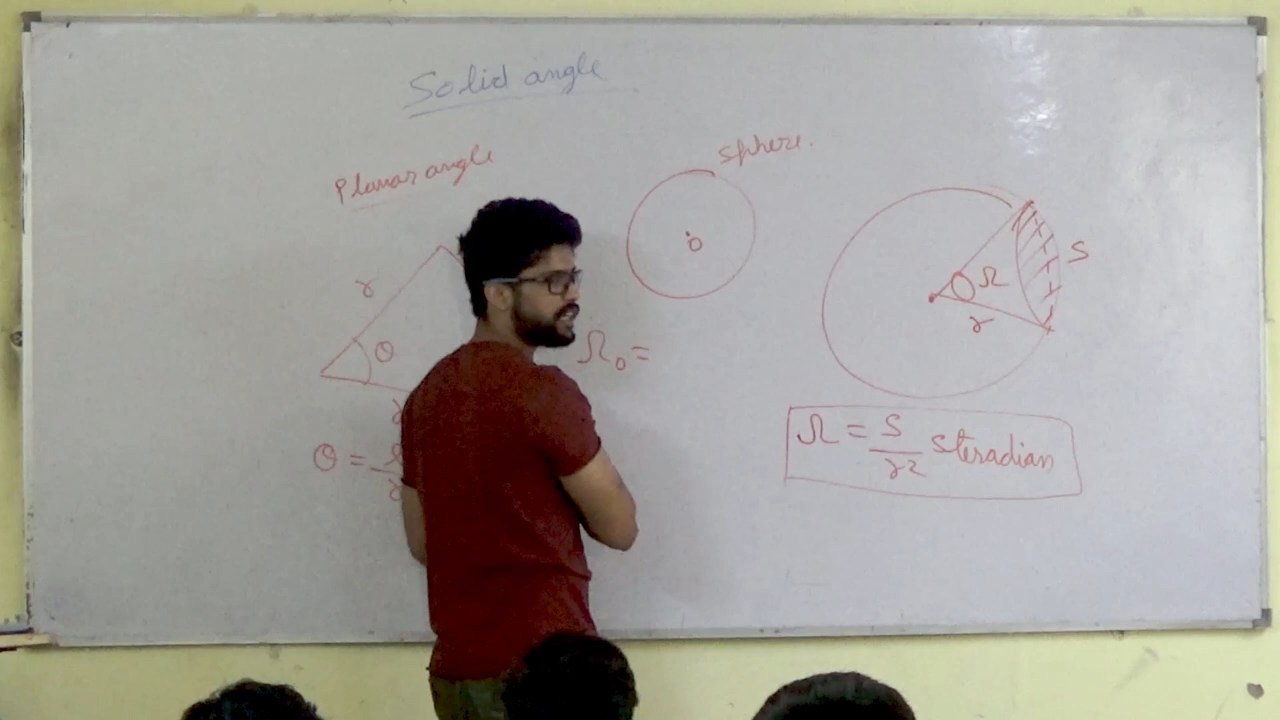 Solid angle
Planar angle
sphere.
r
θ
r
θ =
O
Ω₀ =
Ω
r
S
Ω = S/r² steradian